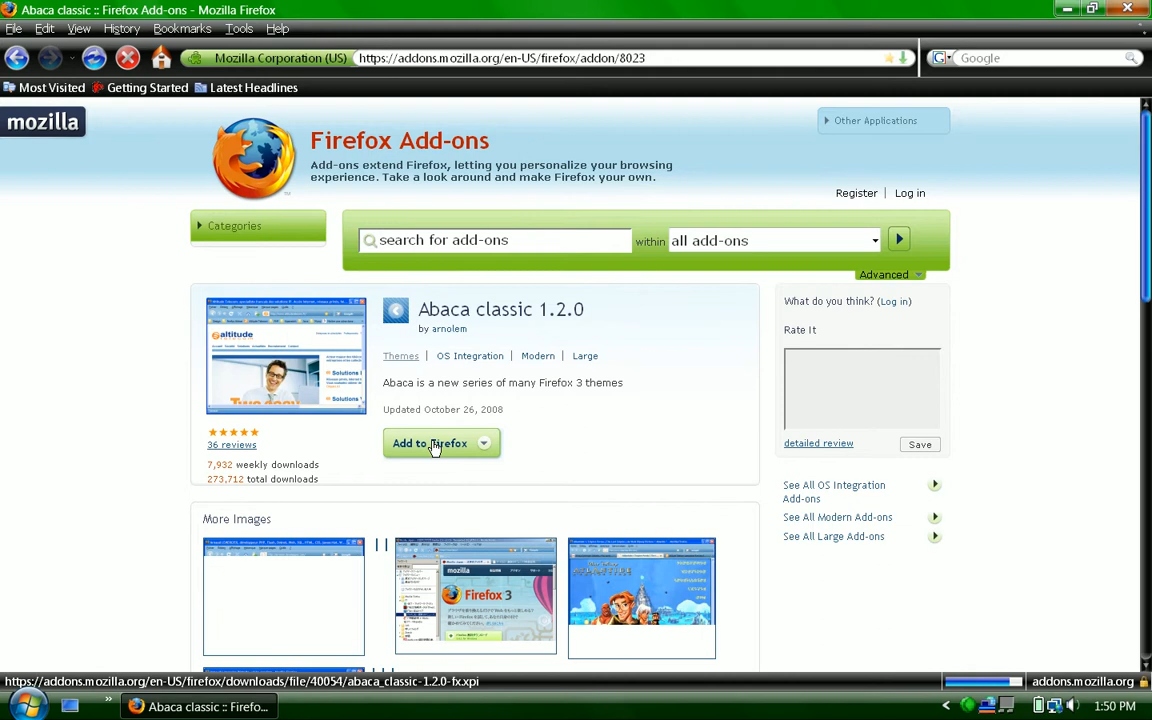 Abaca classic :: Firefox Add-ons - Mozilla Firefox
File Edit View History Bookmarks Tools Help
Mozilla Corporation (US) https://addons.mozilla.org/en-US/firefox/addon/8023
G Google
Most Visited Getting Started Latest Headlines
mozilla
Other Applications
Firefox Add-ons
Add-ons extend Firefox, letting you personalize your browsing
experience. Take a look around and make Firefox your own.
Register | Log in
Categories
search for add-ons within all add-ons
Advanced
Abaca classic 1.2.0
by arnolem
Themes | OS Integration | Modern | Large
Abaca is a new series of many Firefox 3 themes
Updated October 26, 2008
Add to Firefox
altitude
36 reviews
7,932 weekly downloads
273,712 total downloads
What do you think? (Log in)
Rate It
detailed review Save
See All OS Integration
Add-ons
See All Modern Add-ons
See All Large Add-ons
More Images
mozilla
Firefox 3
https://addons.mozilla.org/en-US/firefox/downloads/file/40054/abaca_classic-1.2.0-fx.xpi
addons.mozilla.org
Abaca classic :: Firefo...
1:50 PM